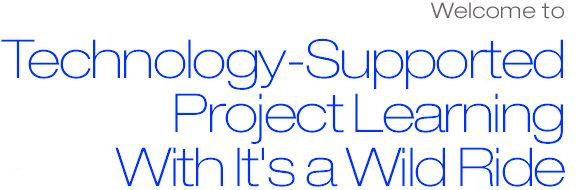 Welcome to
Technology-Supported
Project Learning
With It's a Wild Ride